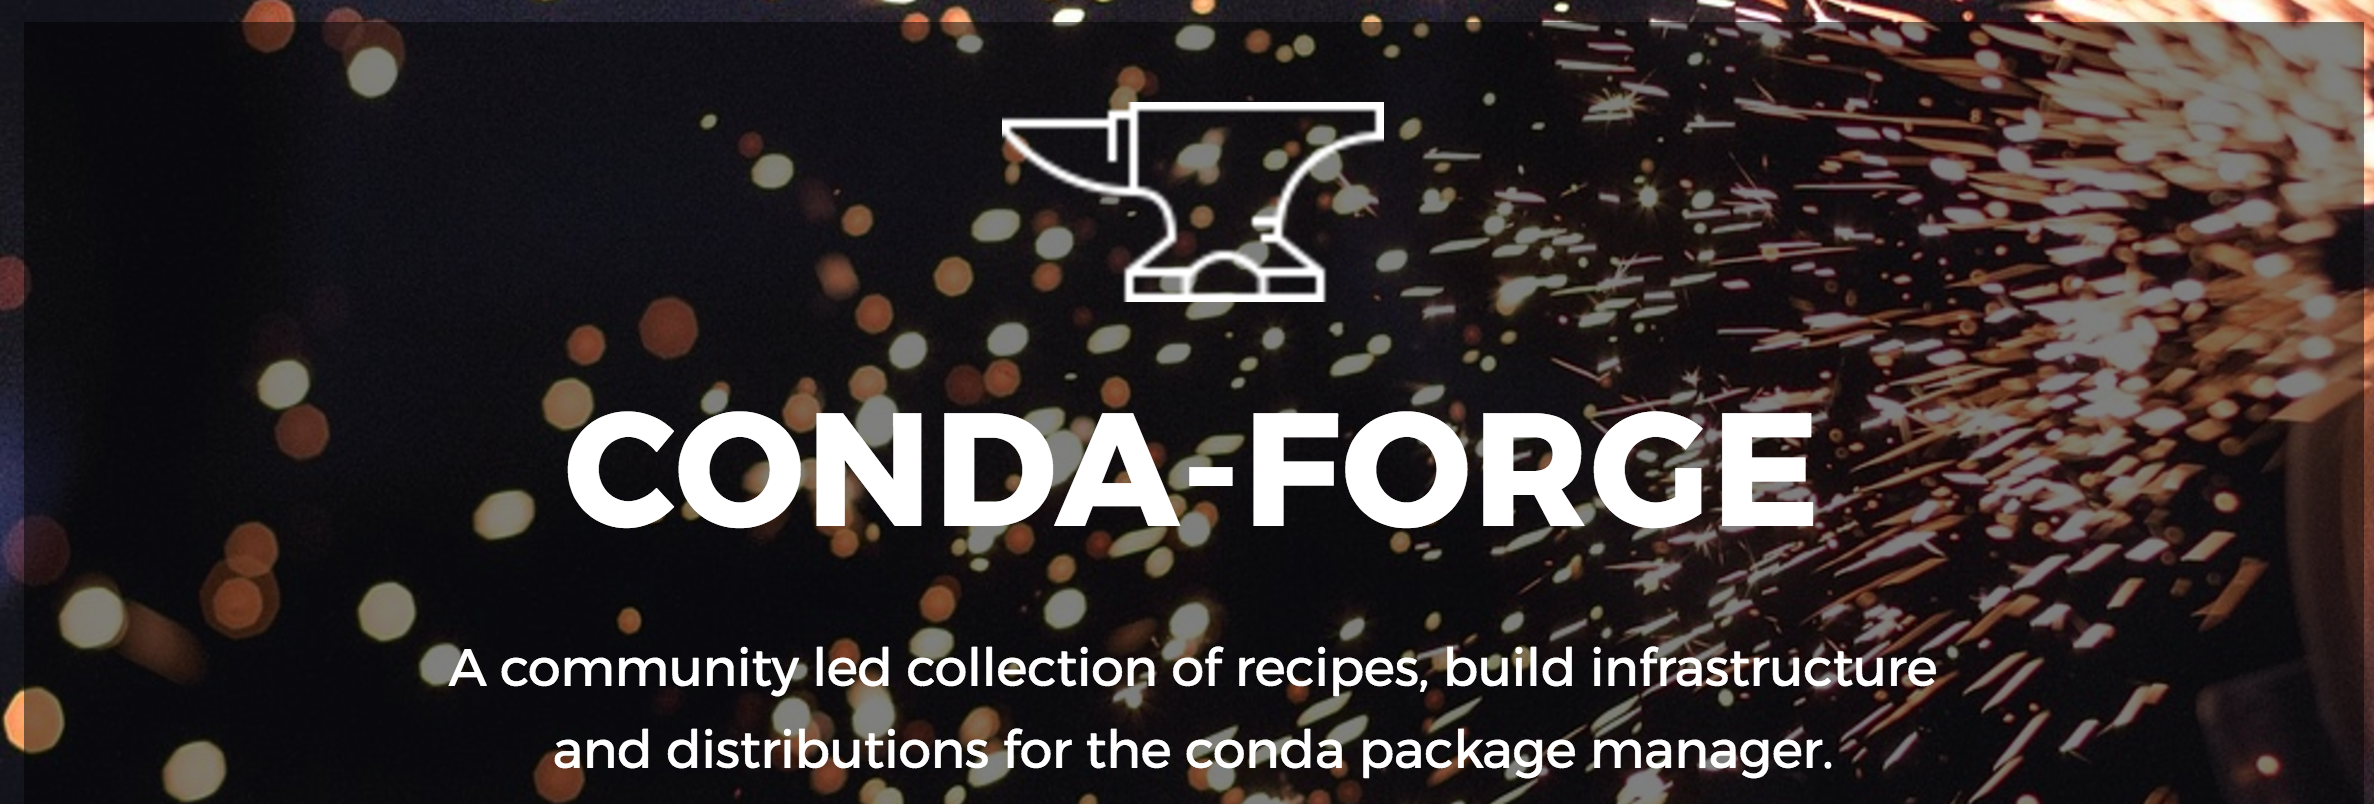 CONDA-FORGE
A community led collection of recipes, build infrastructure
and distributions for the conda package manager.